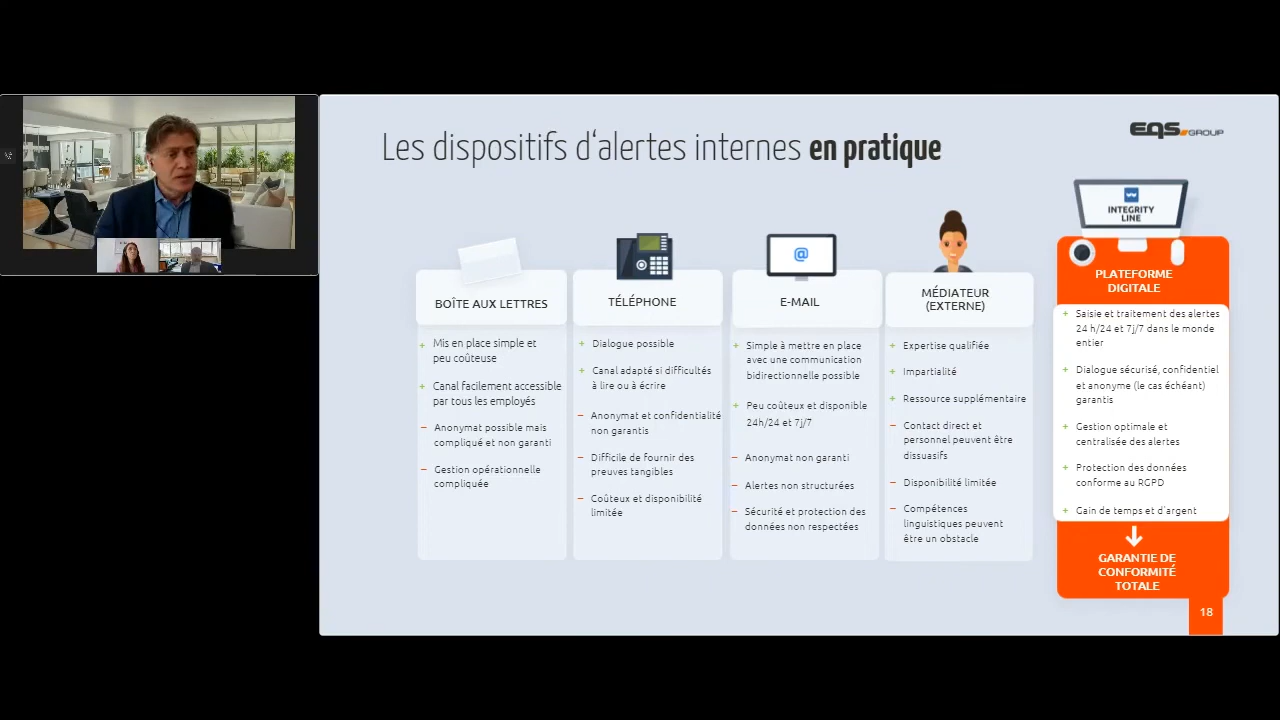 Les dispositifs d‘alertes internes en pratique
EQS GROUP
INTEGRITY
LINE
BOÎTE AUX LETTRES
+ Mis en place simple et
peu coûteuse
+ Canal facilement accessible
par tous les employés
– Anonymat possible mais
compliqué et non garanti
– Gestion opérationnelle
compliquée
TÉLÉPHONE
+ Dialogue possible
+ Canal adapté si difficultés
à lire ou à écrire
– Anonymat et confidentialité
non garantis
– Difficile de fournir des
preuves tangibles
– Coûteux et disponibilité
limitée
@
E-MAIL
+ Simple à mettre en place
avec une communication
bidirectionnelle possible
+ Peu coûteux et disponible
24h/24 et 7j/7
– Anonymat non garanti
– Alertes non structurées
– Sécurité et protection des
données non respectées
MÉDIATEUR
(EXTERNE)
+ Expertise qualifiée
+ Impartialité
+ Ressource supplémentaire
– Contact direct et
personnel peuvent être
dissuasifs
– Disponibilité limitée
– Compétences
linguistiques peuvent
être un obstacle
PLATEFORME
DIGITALE
+ Saisie et traitement des alertes
24 h/24 et 7j/7 dans le monde
entier
+ Dialogue sécurisé, confidentiel
et anonyme (le cas échéant)
garantis
+ Gestion optimale et
centralisée des alertes
+ Protection des données
conforme au RGPD
+ Gain de temps et d'argent
GARANTIE DE
CONFORMITÉ
TOTALE
18